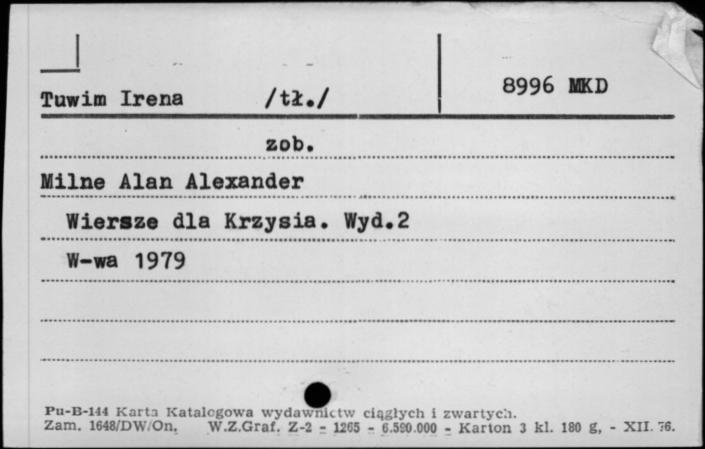 8996 MKD
Tuwim Irena /tł./
zob.
Milne Alan Alexander
Wiersze dla Krzysia. Wyd.2
W-wa 1979
Pu-B-144 Karta Katalogowa wydawnictw ciągłych i zwartych.
Zam. 1648/DW/On. W.Z.Graf. Z-2 - 1265 - 6.590.000 - Karton 3 kl. 180 g. - XII. 76.